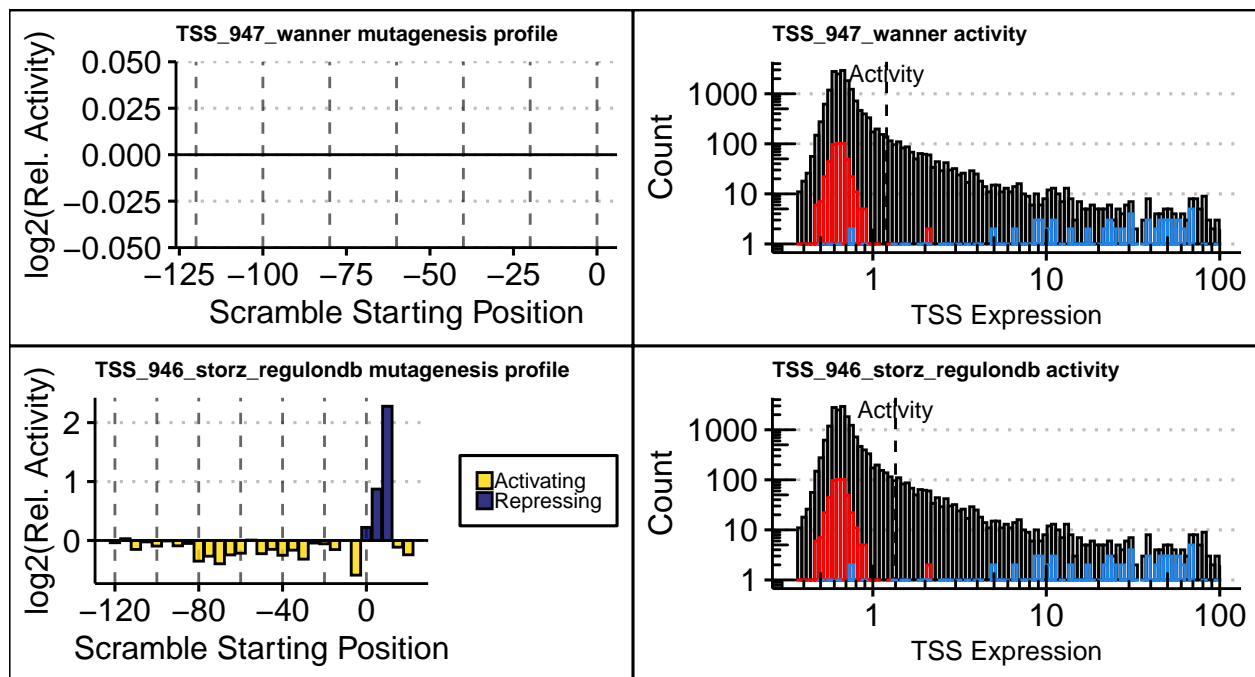 TSS_947_wanner mutagenesis profile
log2(Rel. Activity)
0.050
0.025
0.000
−0.025
−0.050
−125 −100 −75 −50 −25 0
Scramble Starting Position
TSS_947_wanner activity
Activity
Count
1000
100
10
1
1 10 100
TSS Expression
TSS_946_storz_regulondb mutagenesis profile
log2(Rel. Activity)
2
1
0
−120 −80 −40 0
Scramble Starting Position
Activating
Repressing
TSS_946_storz_regulondb activity
Activity
Count
1000
100
10
1
1 10 100
TSS Expression